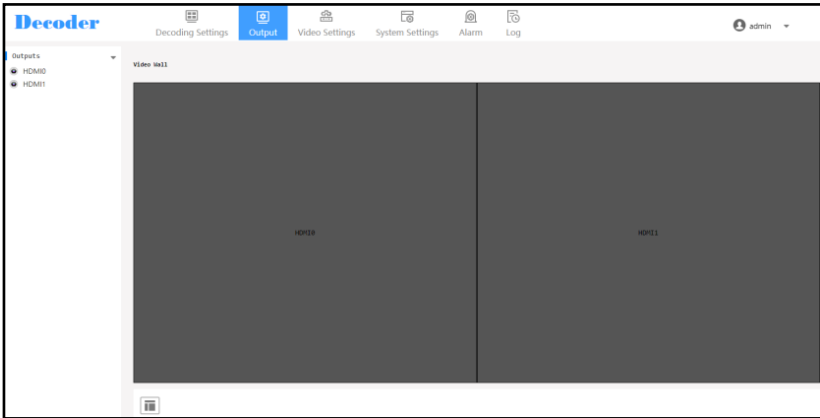 Decoder
Decoding Settings
Output
Video Settings
System Settings
Alarm
Log
admin
Outputs
HDMI0
HDMI1
Video Wall
HDMI0
HDMI1